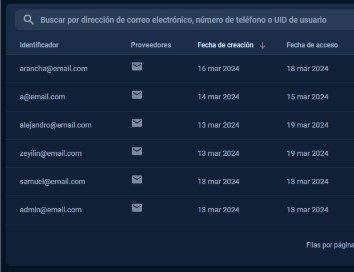 Buscar por dirección de correo electrónico, número de teléfono o UID de usuario
Identificador Proveedores Fecha de creación ↓ Fecha de acceso
arancha@email.com 16 mar 2024 18 mar 2024
a@email.com 14 mar 2024 15 mar 2024
alejandro@email.com 13 mar 2024 19 mar 2024
zeyilin@email.com 13 mar 2024 19 mar 2024
samuel@email.com 13 mar 2024 13 mar 2024
admin@email.com 13 mar 2024 13 mar 2024
Filas por página